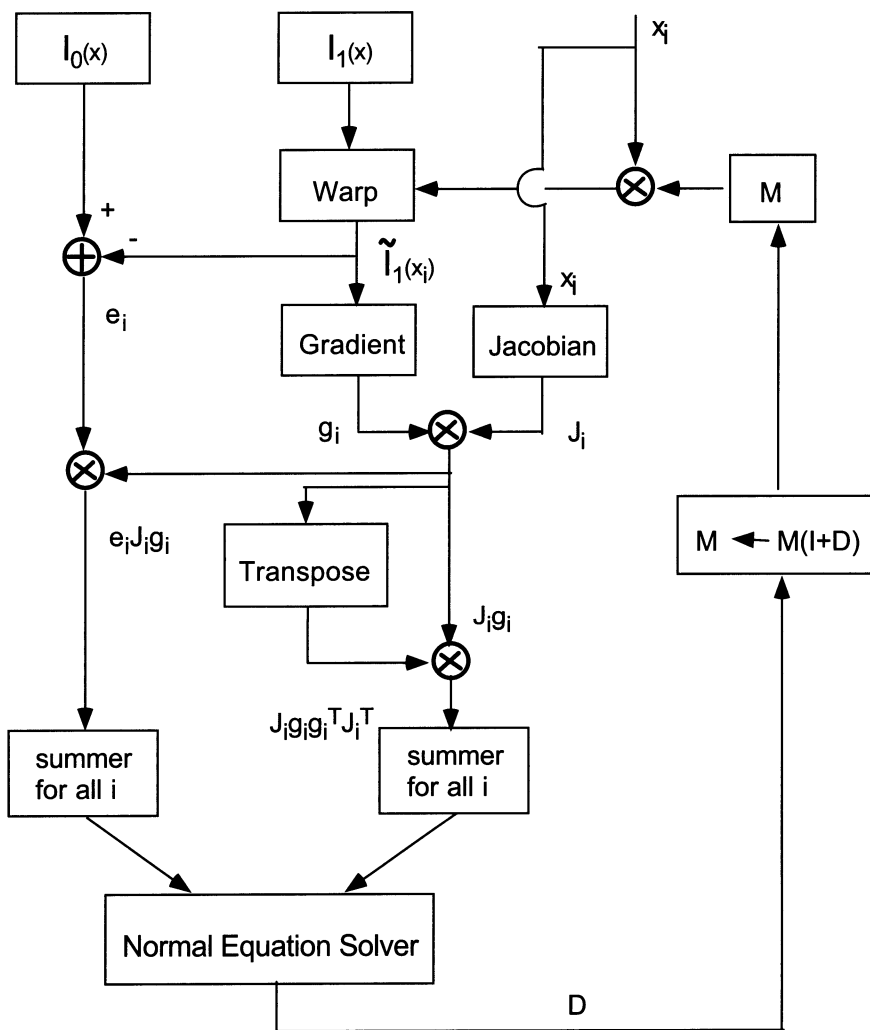 I₀(x)
I₁(x)
xᵢ
Warp
M
+
-
Ĩ₁(xᵢ)
xᵢ
eᵢ
Gradient
Jacobian
gᵢ
Jᵢ
eᵢJᵢgᵢ
Transpose
M ← M(I+D)
Jᵢgᵢ
JᵢgᵢgᵢᵀJᵢᵀ
summer
for all i
summer
for all i
Normal Equation Solver
D